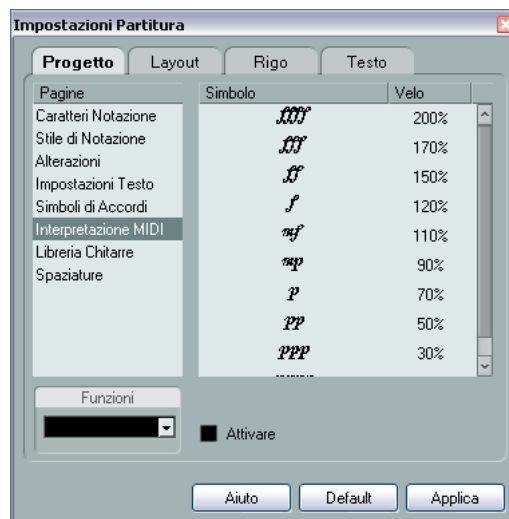 Impostazioni Partitura
Progetto Layout Rigo Testo
Pagine Simbolo Velo
Caratteri Notazione
Stile di Notazione
Alterazioni
Impostazioni Testo
Simboli di Accordi
Interpretazione MIDI
Libreria Chitarre
Spaziature
ffff 200%
fff 170%
ff 150%
f 120%
mf 110%
mp 90%
p 70%
pp 50%
ppp 30%
Funzioni
Attivare
Aiuto Default Applica